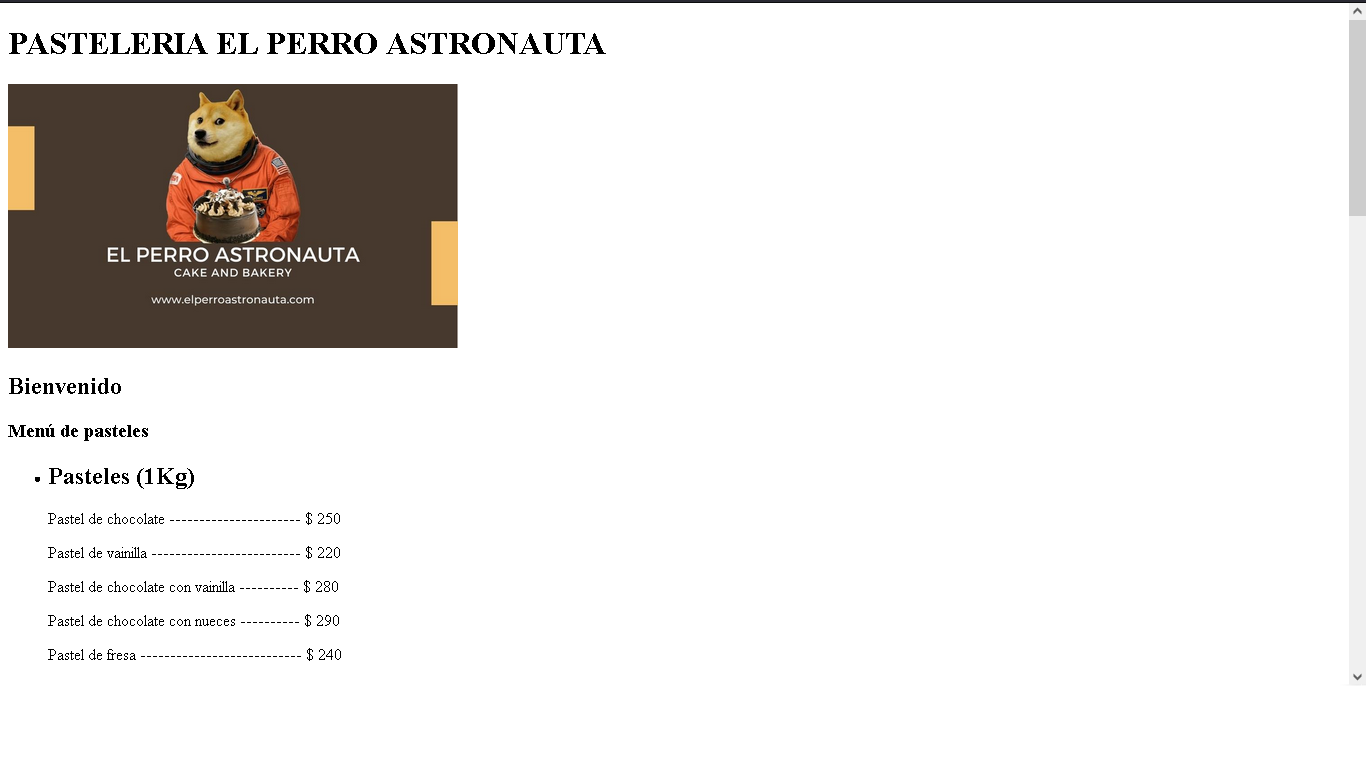 PASTELERIA EL PERRO ASTRONAUTA
EL PERRO ASTRONAUTA
CAKE AND BAKERY
www.elperroastronauta.com
Bienvenido
Menú de pasteles
Pasteles (1Kg)
Pastel de chocolate ---------------------- $ 250
Pastel de vainilla ------------------------- $ 220
Pastel de chocolate con vainilla ---------- $ 280
Pastel de chocolate con nueces ---------- $ 290
Pastel de fresa --------------------------- $ 240